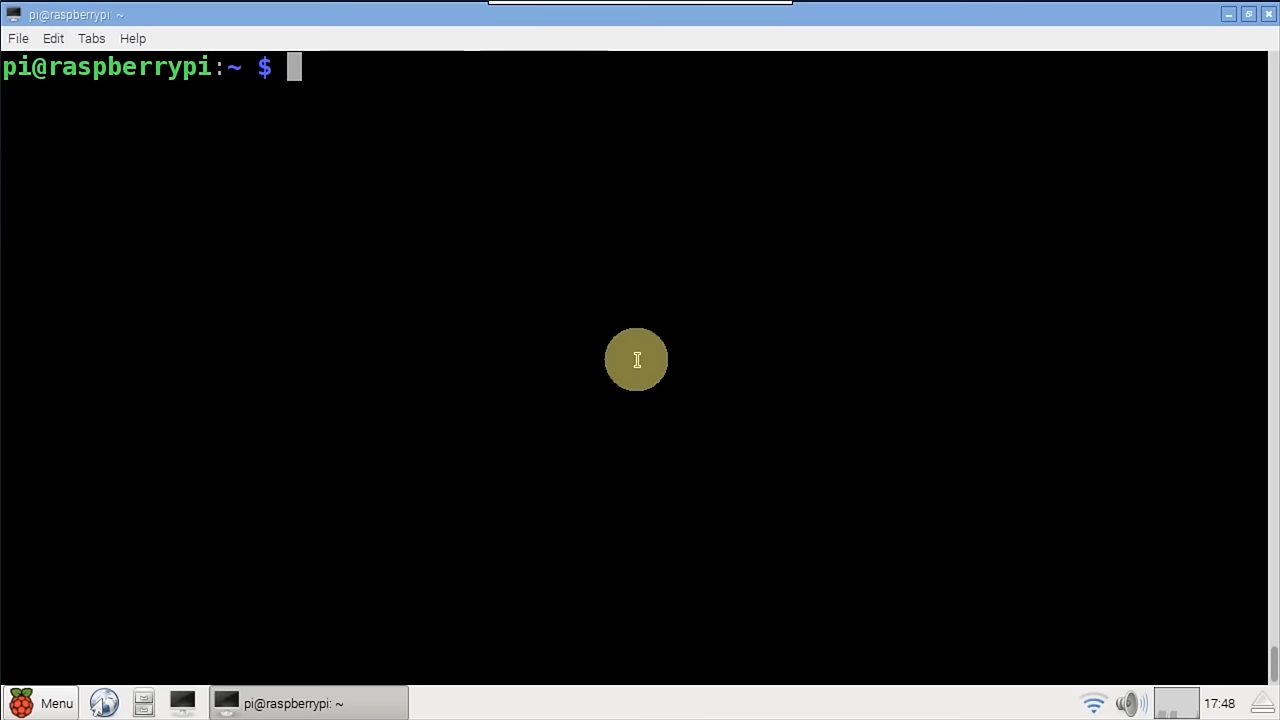 pi@raspberrypi: ~
File Edit Tabs Help
pi@raspberrypi:~ $
Menu pi@raspberrypi: ~ 17:48